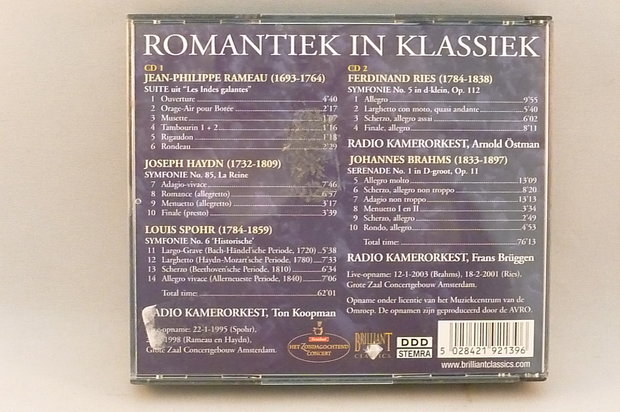 ROMANTIEK IN KLASSIEK
CD 1
JEAN-PHILIPPE RAMEAU (1693-1764)
SUITE uit "Les Indes galantes"
1 Ouverture 4'40
2 Orage-Air pour Borée 2'17
3 Musette 2'17
4 Tambourin 1 + 2 1'16
5 Rigaudon 1'18
6 Rondeau 2'29
JOSEPH HAYDN (1732-1809)
SYMFONIE No. 85, La Reine
7 Adagio-vivace 7'46
8 Romance (allegretto) 6'57
9 Menuetto (allegretto) 3'17
10 Finale (presto) 3'39
LOUIS SPOHR (1784-1859)
SYMFONIE No. 6 'Historische'
11 Largo-Grave (Bach-Händel'sche Periode, 1720) 5'38
12 Larghetto (Haydn-Mozart'sche Periode, 1780) 7'33
13 Scherzo (Beethoven'sche Periode, 1810) 6'34
14 Allegro vivace (Allerneueste Periode, 1840) 7'06
Total time: 62'01
RADIO KAMERORKEST, Ton Koopman
Live-opname: 22-1-1995 (Spohr),
1998 (Rameau en Haydn),
Grote Zaal Concertgebouw Amsterdam.
CD 2
FERDINAND RIES (1784-1838)
SYMFONIE No. 5 in d-klein, Op. 112
1 Allegro 9'55
2 Larghetto con moto, quasi andante 5'40
3 Scherzo, allegro assai 6'02
4 Finale, allegro 8'11
RADIO KAMERORKEST, Arnold Östman
JOHANNES BRAHMS (1833-1897)
SERENADE No. 1 in D-groot, Op. 11
5 Allegro molto 13'09
6 Scherzo, allegro non troppo 8'20
7 Adagio non troppo 13'13
8 Menuetto I en II 3'34
9 Scherzo, allegro 2'49
10 Rondo, allegro 4'53
Total time: 76'13
RADIO KAMERORKEST, Frans Brüggen
Live-opname: 12-1-2003 (Brahms), 18-2-2001 (Ries).
Grote Zaal Concertgebouw Amsterdam.
Opname onder licentie van het Muziekcentrum van de
Omroep. De opnamen zijn geproduceerd door de AVRO.
HET ZONDAGOCHTEND
CONCERT
BRILLIANT
CLASSICS
DDD
STEMRA
5 028421 921396
www.brilliantclassics.com